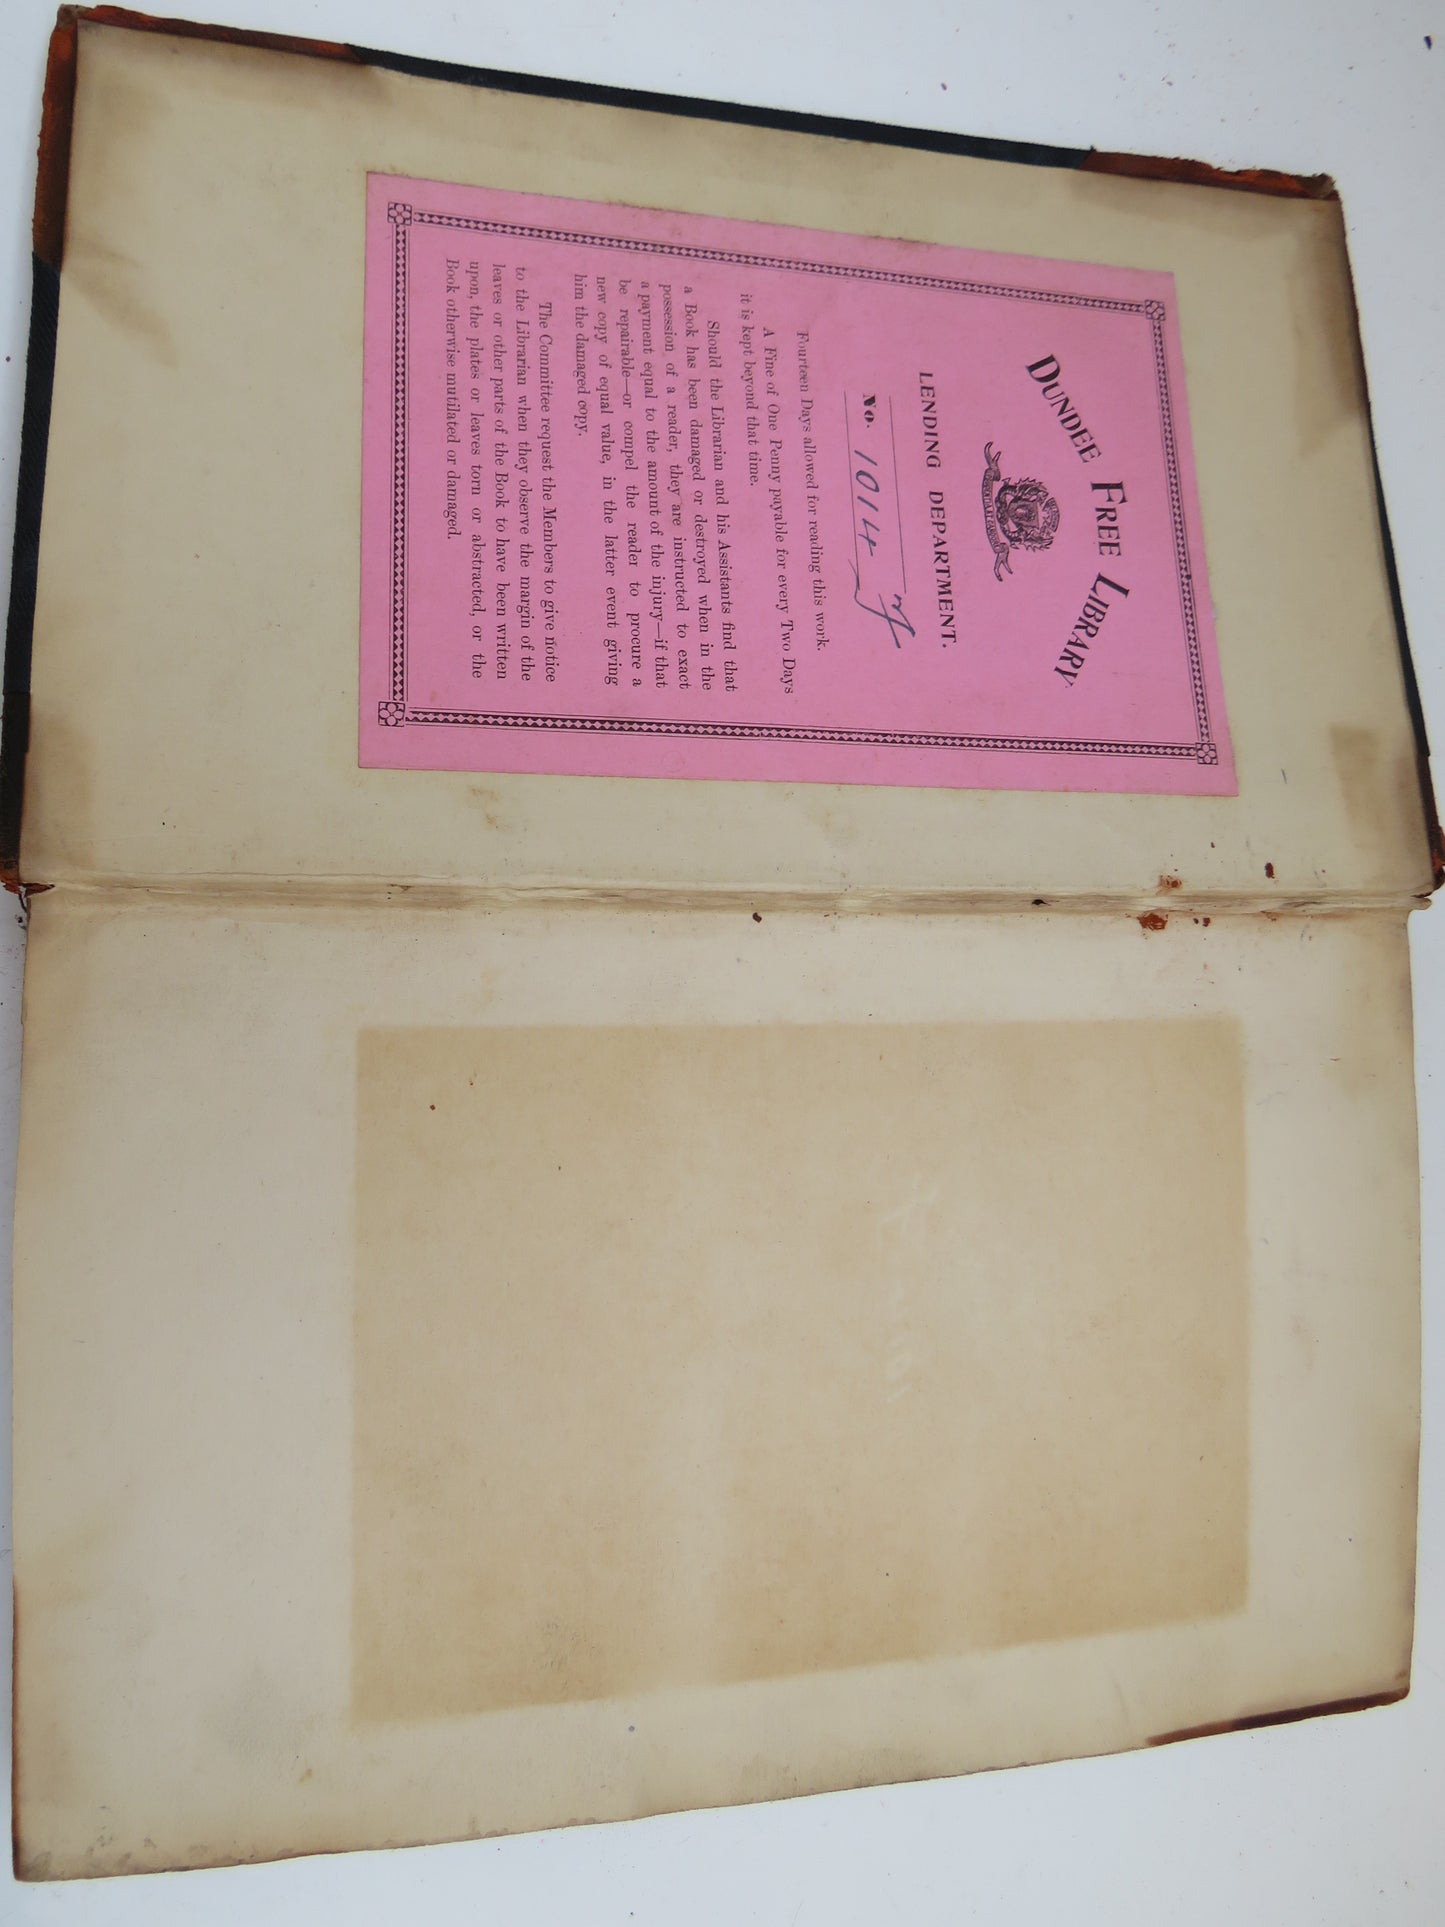 DUNDEE FREE LIBRARY.
LENDING DEPARTMENT.
No. 1014
Fourteen Days allowed for reading this work.
A Fine of One Penny payable for every Two Days
it is kept beyond that time.
Should the Librarian and his Assistants find that
a Book has been damaged or destroyed when in the
possession of a reader, they are instructed to exact
a payment equal to the amount of the injury—if that
be repairable—or compel the reader to procure a
new copy of equal value, in the latter event giving
him the damaged copy.
The Committee request the Members to give notice
to the Librarian when they observe the margin of the
leaves or other parts of the Book to have been written
upon, the plates or leaves torn or abstracted, or the
Book otherwise mutilated or damaged.